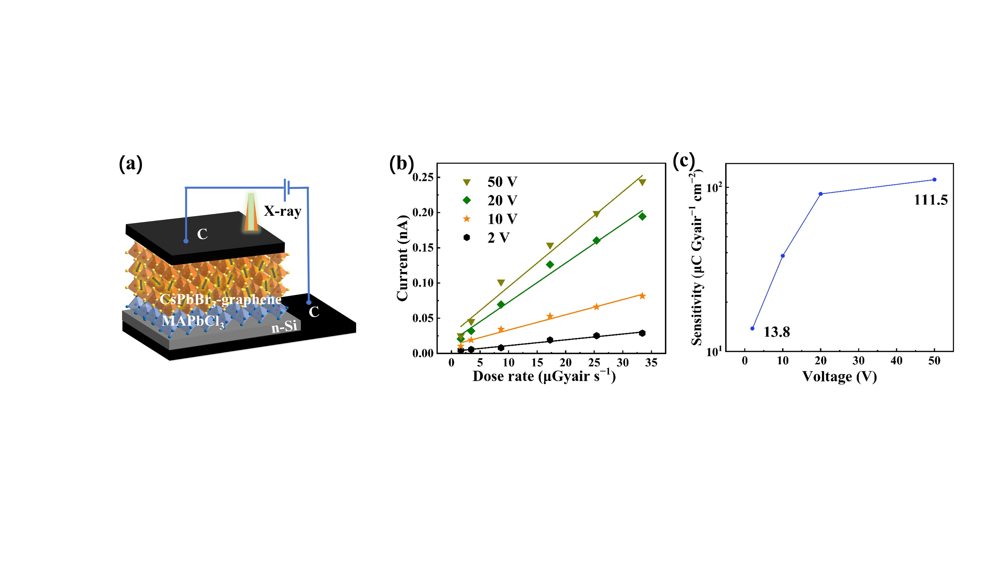 (a)
X-ray
C
CsPbBr₃-graphene
C
MAPbCl₃
n-Si
(b)
50 V
20 V
10 V
2 V
0.25
0.20
0.15
0.10
0.05
0.00
Current (nA)
0 5 10 15 20 25 30 35
Dose rate (μGyair s⁻¹)
(c)
10²
10¹
Sensitivity (μC Gyair⁻¹ cm⁻²)
111.5
13.8
0 10 20 30 40 50
Voltage (V)